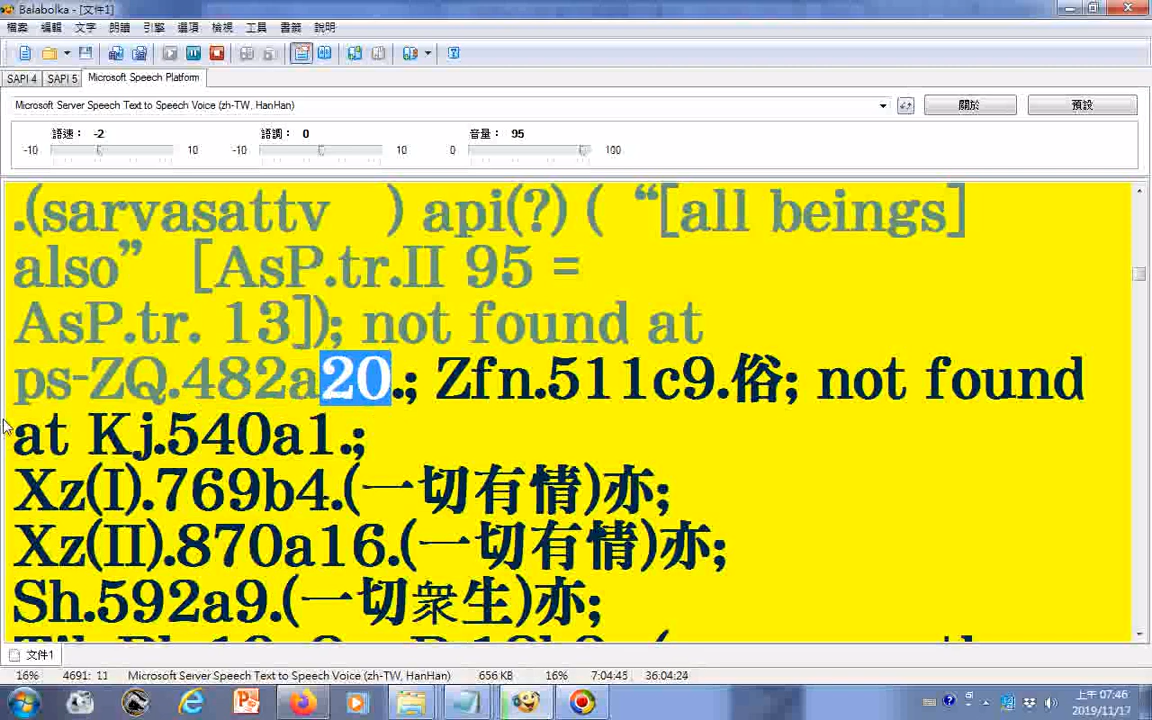 Balabolka - [文件1]
檔案 編輯 文字 朗讀 引擎 選項 檢視 工具 書籤 說明
SAPI 4 SAPI 5 Microsoft Speech Platform
Microsoft Server Speech Text to Speech Voice (zh-TW, HanHan) 關於 預設
語速： -2 語調： 0 音量： 95
-10 10 -10 10 0 100
.(sarvasattv ) api(?) ( “[all beings]
also” [AsP.tr.II 95 =
AsP.tr. 13]); not found at
ps-ZQ.482a20.; Zfn.511c9.俗; not found
at Kj.540a1.;
Xz(I).769b4.(一切有情)亦;
Xz(II).870a16.(一切有情)亦;
Sh.592a9.(一切衆生)亦;
文件1
16% 4691: 11 Microsoft Server Speech Text to Speech Voice (zh-TW, HanHan) 656 KB 16% 7:04:45 36:04:24
上午 07:46
2019/11/17